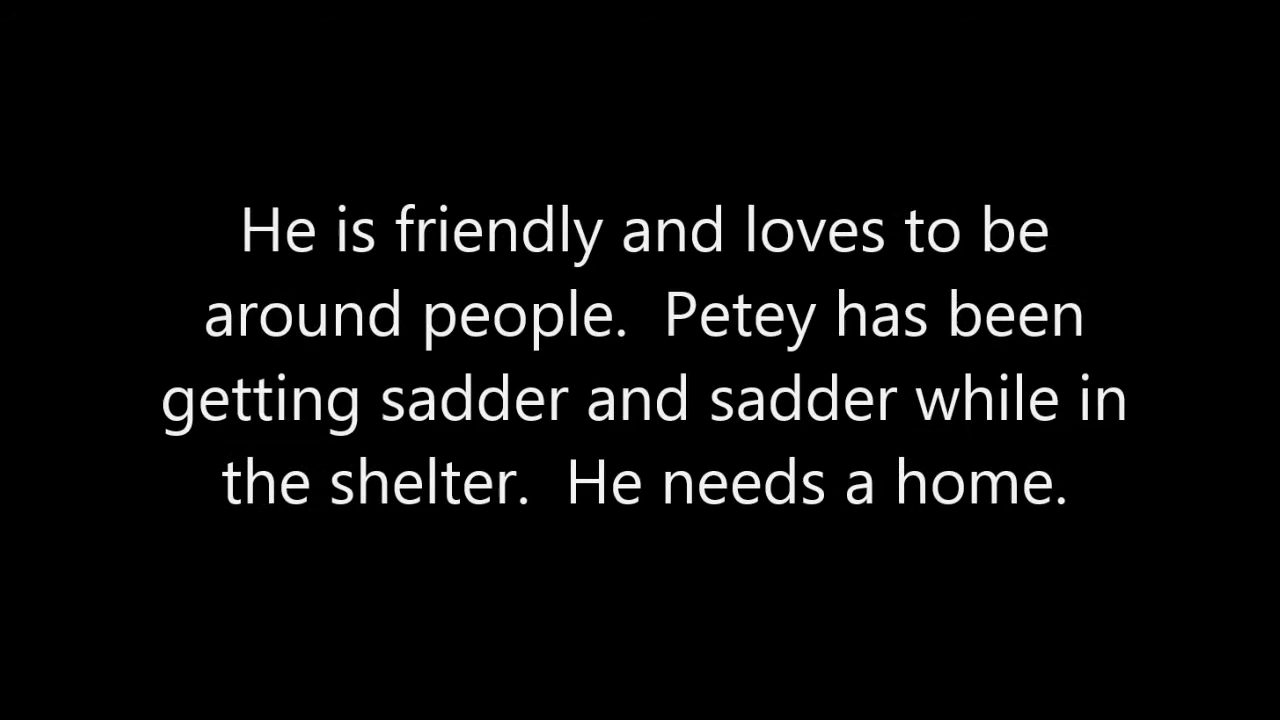 He is friendly and loves to be
around people.  Petey has been
getting sadder and sadder while in
the shelter.  He needs a home.